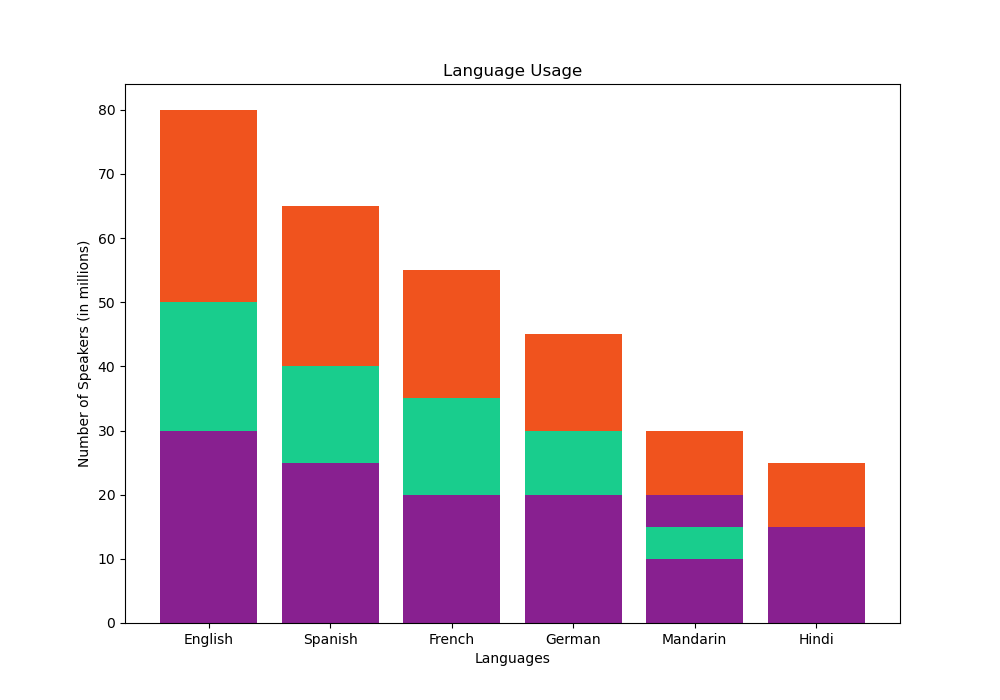 Language Usage
Number of Speakers (in millions)
80
70
60
50
40
30
20
10
0
English Spanish French German Mandarin Hindi
Languages